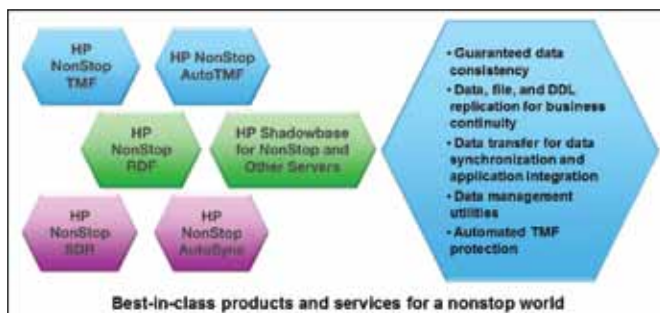 HP
NonStop
TMF
HP NonStop
AutoTMF
HP
NonStop
RDF
HP Shadowbase
for NonStop and
Other Servers
HP
NonStop
SDR
HP
NonStop
AutoSync
• Guaranteed data
consistency
• Data, file, and DDL
replication for business
continuity
• Data transfer for data
synchronization and
application integration
• Data management
utilities
• Automated TMF
protection
Best-in-class products and services for a nonstop world